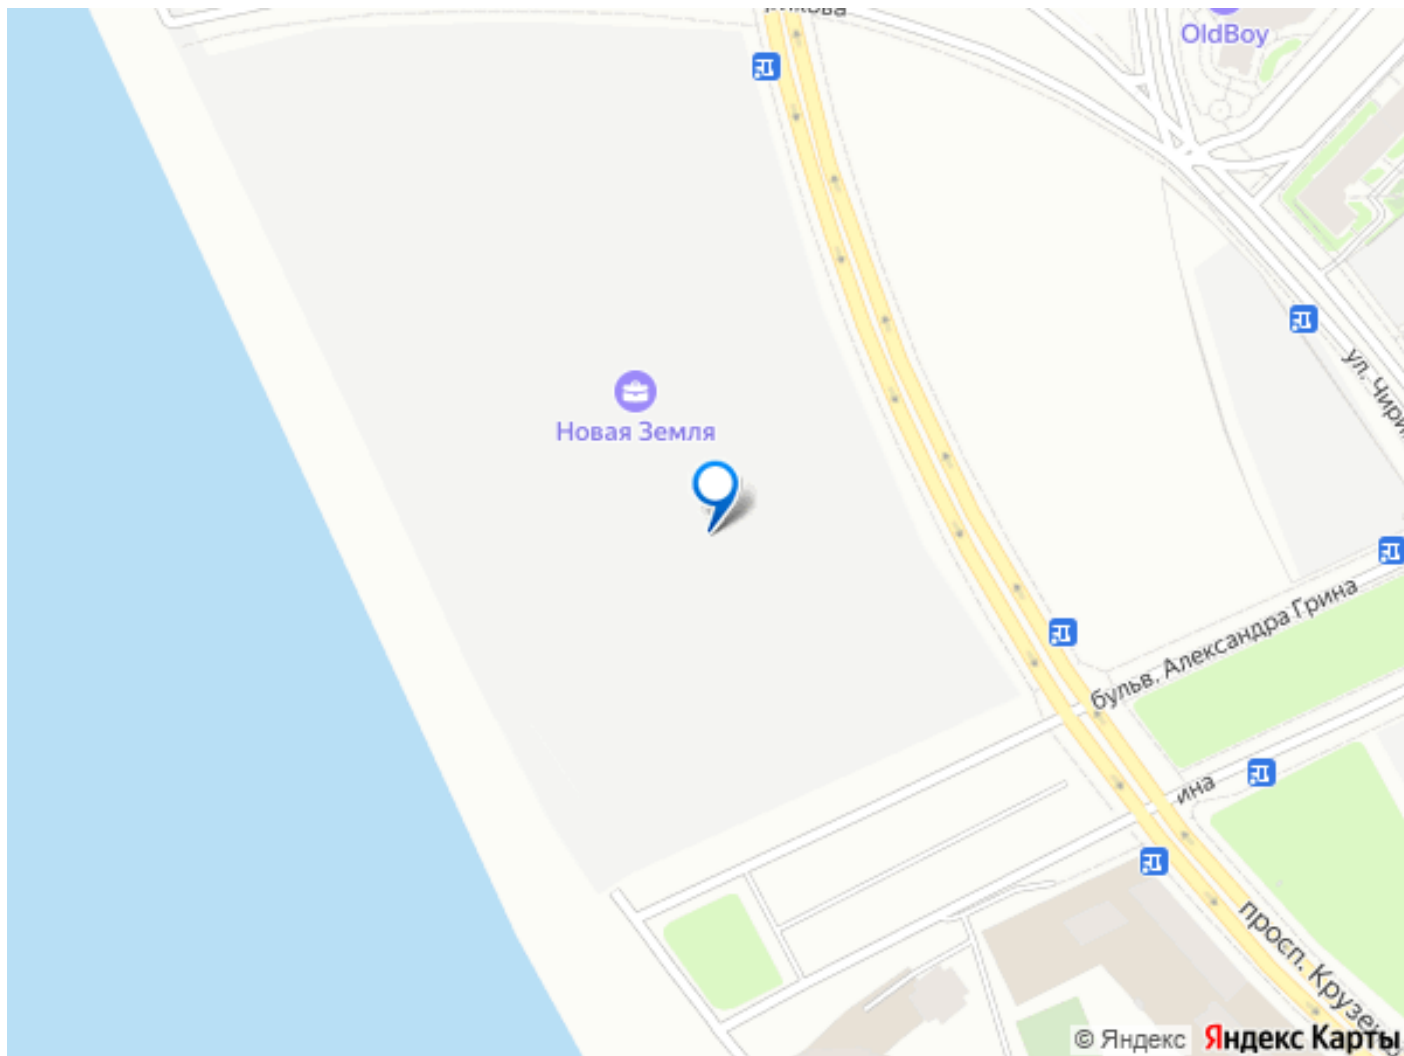 OldBoy
Новая Земля
ул. Чири
бульв. Александра Грина
ина
просп. Крузен
© Яндекс Яндекс Карты